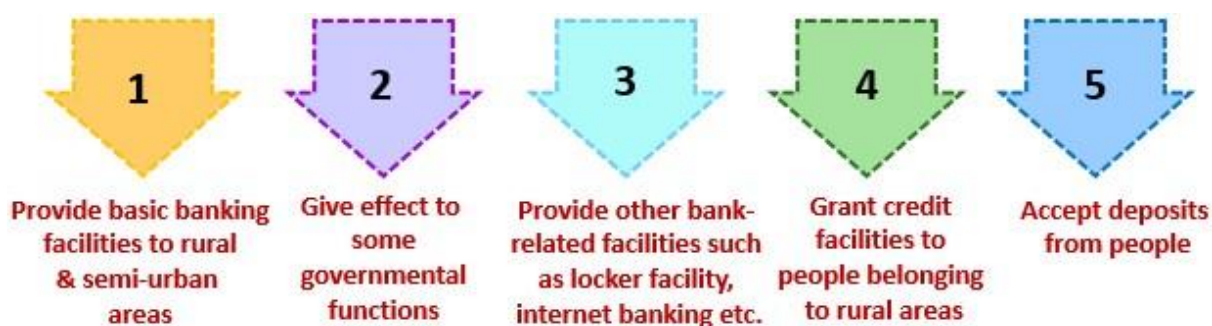 1
Provide basic banking
facilities to rural
& semi-urban
areas
2
Give effect to
some
governmental
functions
3
Provide other bank-
related facilities such
as locker facility,
internet banking etc.
4
Grant credit
facilities to
people belonging
to rural areas
5
Accept deposits
from people